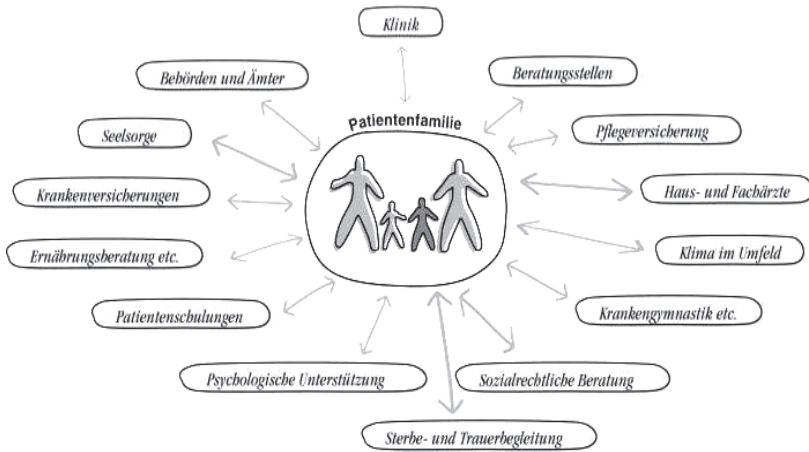 Klinik
Behörden und Ämter
Beratungsstellen
Patientenfamilie
Seelsorge
Pflegeversicherung
Krankenversicherungen
Haus- und Fachärzte
Ernährungsberatung etc.
Klima im Umfeld
Patientenschulungen
Krankengymnastik etc.
Psychologische Unterstützung
Sozialrechtliche Beratung
Sterbe- und Trauerbegleitung